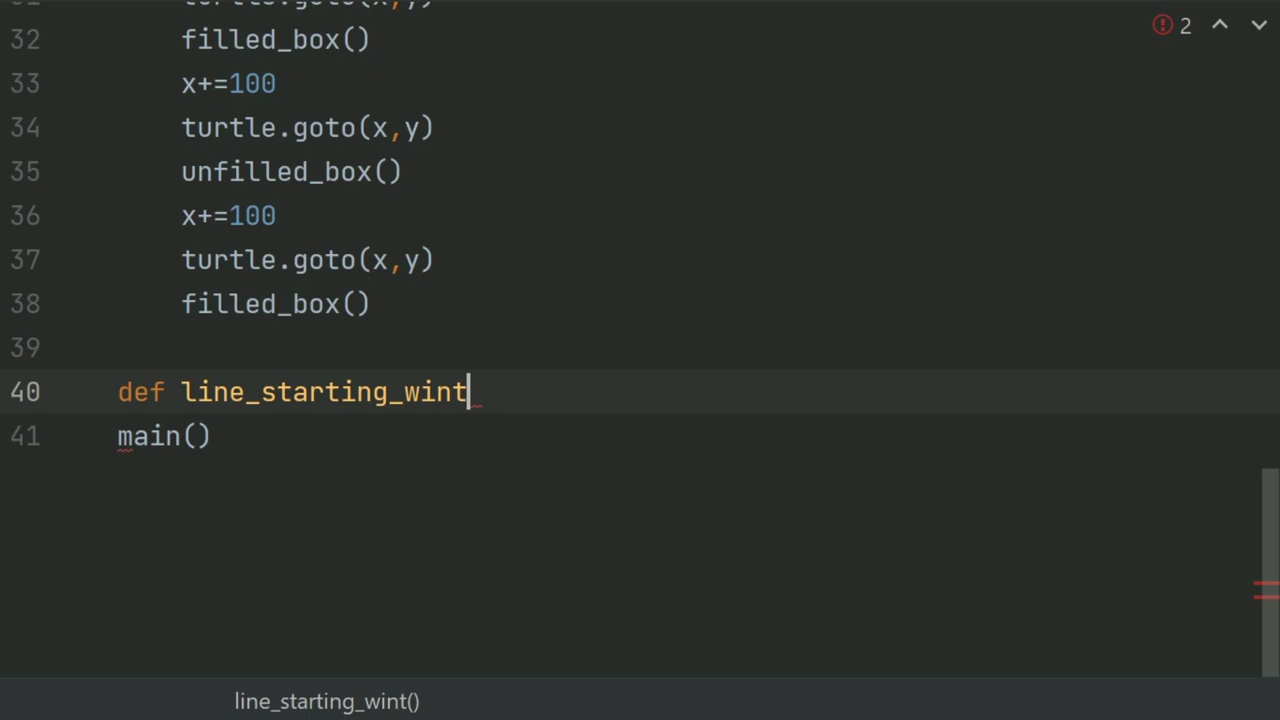 2
32 filled_box()
33 x+=100
34 turtle.goto(x,y)
35 unfilled_box()
36 x+=100
37 turtle.goto(x,y)
38 filled_box()
39
40 def line_starting_wint
41 main()
line_starting_wint()